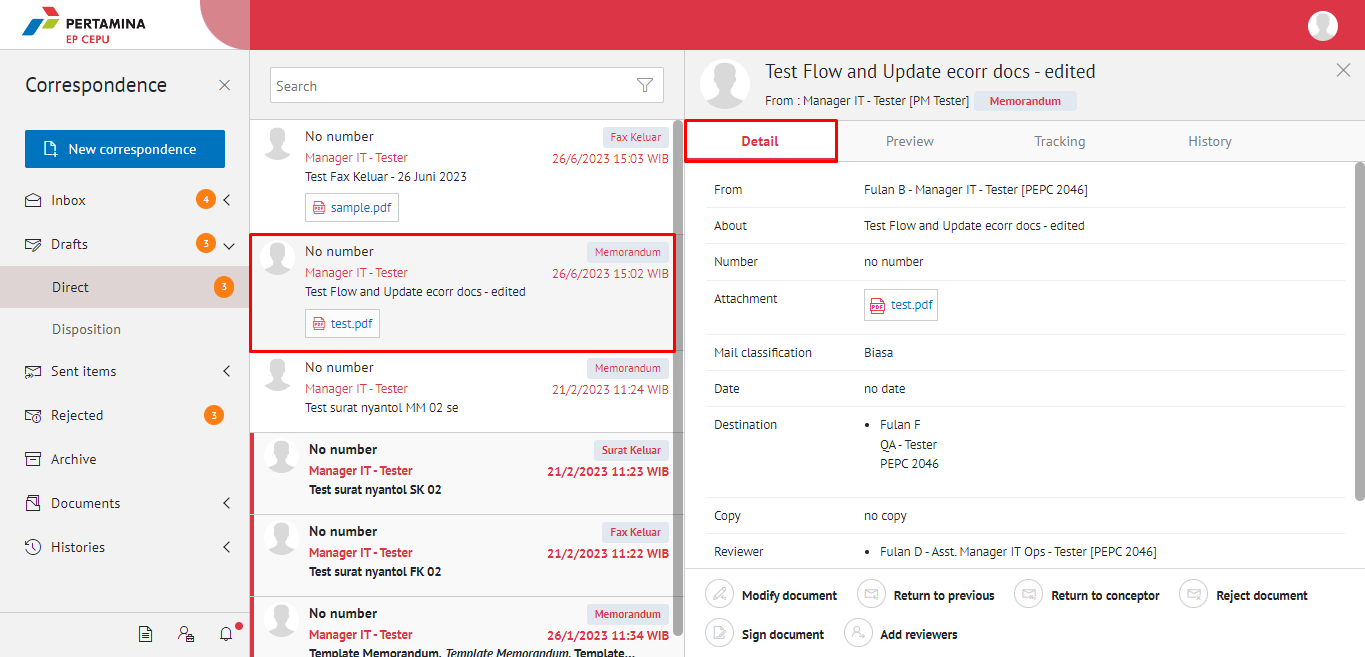 PERTAMINA
EP CEPU
Correspondence
New correspondence
Inbox 4
Drafts 3
Direct 3
Disposition
Sent items
Rejected 3
Archive
Documents
Histories
Search
No number Fax Keluar
Manager IT - Tester 26/6/2023 15:03 WIB
Test Fax Keluar - 26 Juni 2023
PDF sample.pdf
No number Memorandum
Manager IT - Tester 26/6/2023 15:02 WIB
Test Flow and Update ecorr docs - edited
PDF test.pdf
No number Memorandum
Manager IT - Tester 21/2/2023 11:24 WIB
Test surat nyantol MM 02 se
No number Surat Keluar
Manager IT - Tester 21/2/2023 11:23 WIB
Test surat nyantol SK 02
No number Fax Keluar
Manager IT - Tester 21/2/2023 11:22 WIB
Test surat nyantol FK 02
No number Memorandum
Manager IT - Tester 26/1/2023 11:34 WIB
Template Memorandum. Template Memorandum. Template...
Test Flow and Update ecorr docs - edited
From : Manager IT - Tester [PM Tester] Memorandum
Detail Preview Tracking History
From Fulan B - Manager IT - Tester [PEPC 2046]
About Test Flow and Update ecorr docs - edited
Number no number
Attachment PDF test.pdf
Mail classification Biasa
Date no date
Destination • Fulan F
QA - Tester
PEPC 2046
Copy no copy
Reviewer • Fulan D - Asst. Manager IT Ops - Tester [PEPC 2046]
Modify document Return to previous Return to conceptor Reject document
Sign document Add reviewers